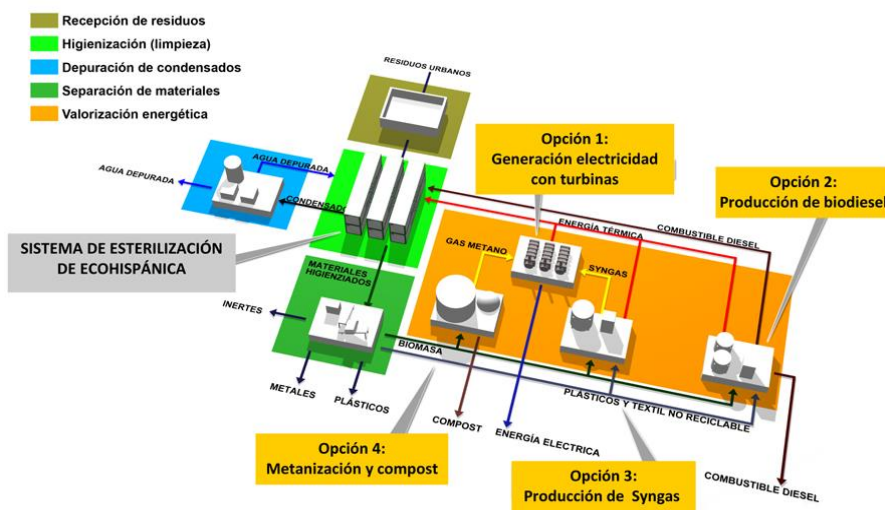 Recepción de residuos
Higienización (limpieza)
Depuración de condensados
Separación de materiales
Valorización energética
RESIDUOS URBANOS
Opción 1:
Generación electricidad
con turbinas
Opción 2:
Producción de biodiesel
AGUA DEPURADA
AGUA DEPURADA
CONDENSADO
SISTEMA DE ESTERILIZACIÓN
DE ECOHISPÁNICA
COMBUSTIBLE DIESEL
ENERGÍA TÉRMICA
GAS METANO
SYNGAS
MATERIALES
HIGIENZIADOS
INERTES
BIOMASA
METALES
PLÁSTICOS
PLÁSTICOS Y TEXTIL NO RECICLABLE
COMPOST
ENERGÍA ELECTRICA
COMBUSTIBLE DIESEL
Opción 4:
Metanización y compost
Opción 3:
Producción de Syngas